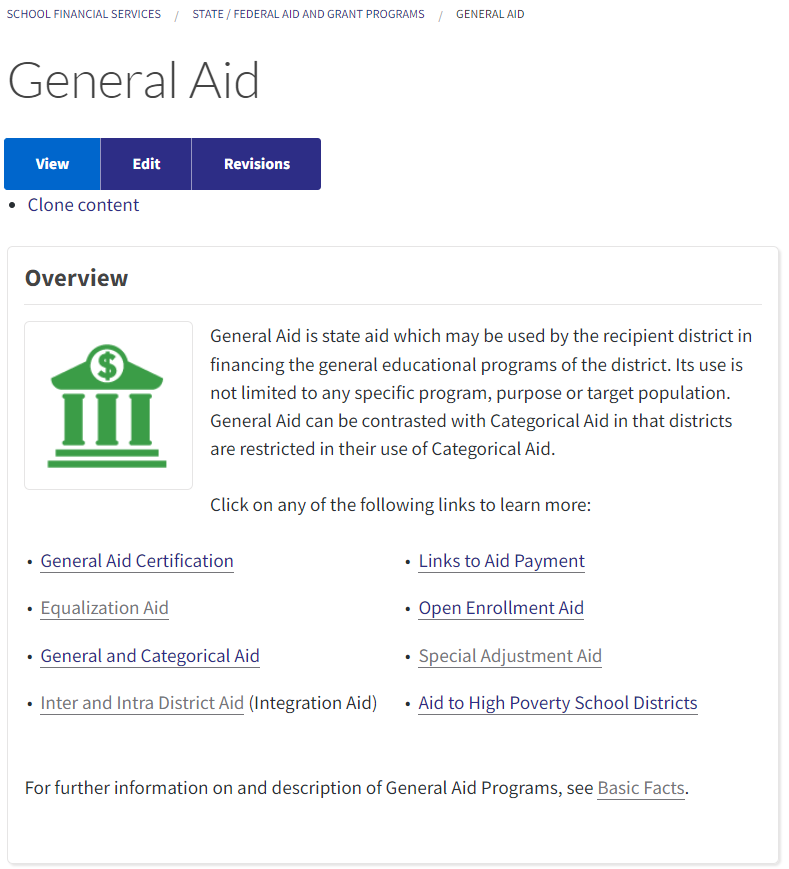 SCHOOL FINANCIAL SERVICES / STATE / FEDERAL AID AND GRANT PROGRAMS / GENERAL AID
General Aid
View Edit Revisions
• Clone content
Overview
$
General Aid is state aid which may be used by the recipient district in
financing the general educational programs of the district. Its use is
not limited to any specific program, purpose or target population.
General Aid can be contrasted with Categorical Aid in that districts
are restricted in their use of Categorical Aid.
Click on any of the following links to learn more:
• General Aid Certification
• Equalization Aid
• General and Categorical Aid
• Inter and Intra District Aid (Integration Aid)
• Links to Aid Payment
• Open Enrollment Aid
• Special Adjustment Aid
• Aid to High Poverty School Districts
For further information on and description of General Aid Programs, see Basic Facts.